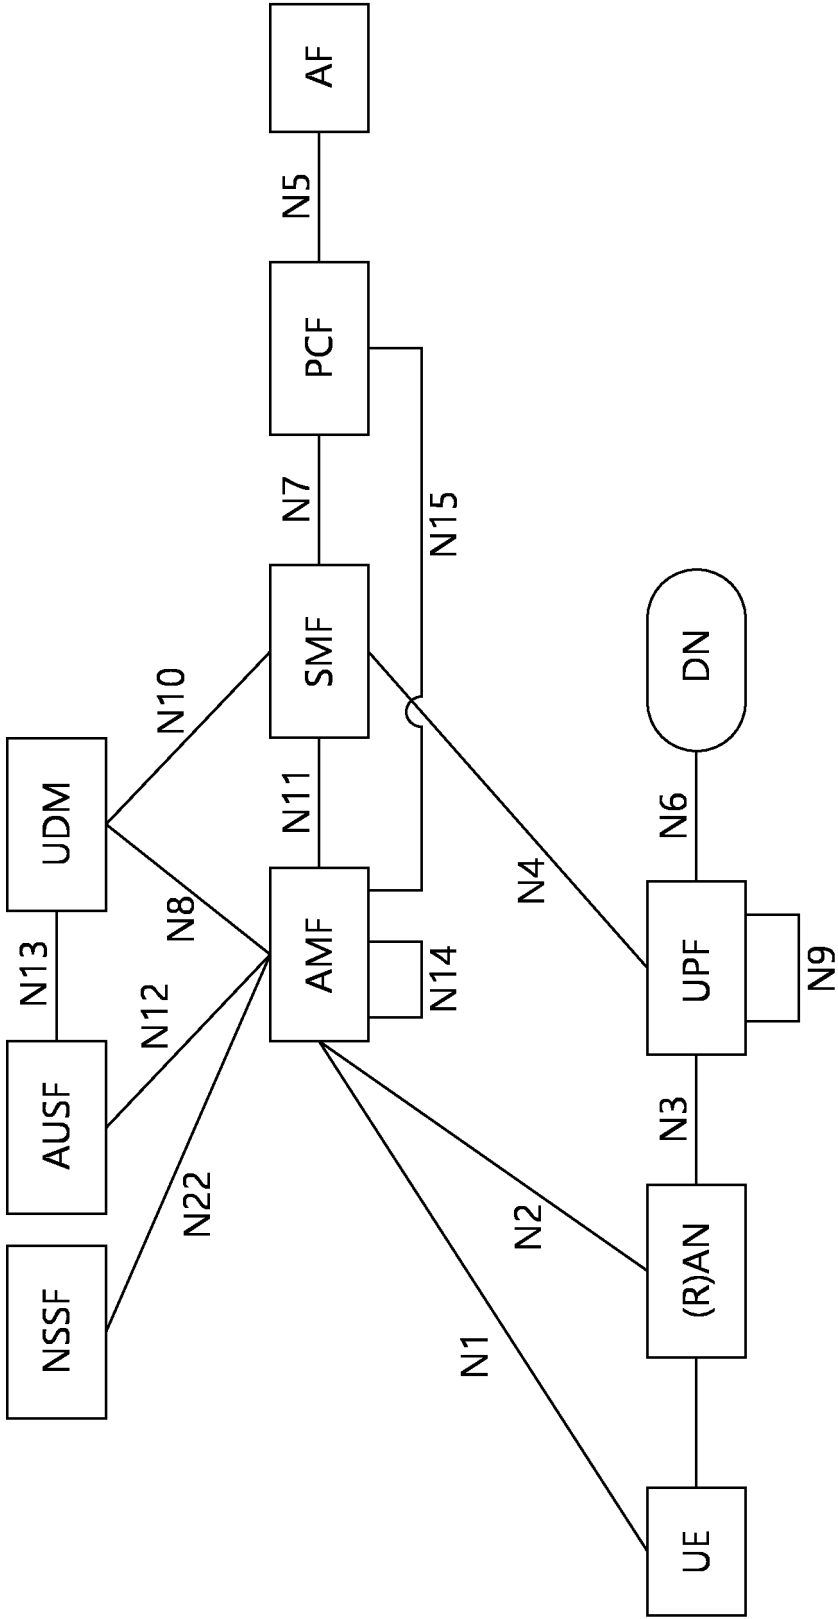 NSSF
AUSF
N13
UDM
N22
N12
N8
N10
AMF
N11
SMF
N7
PCF
N5
AF
N14
N15
N1
N2
N4
UE
(R)AN
N3
UPF
N6
DN
N9